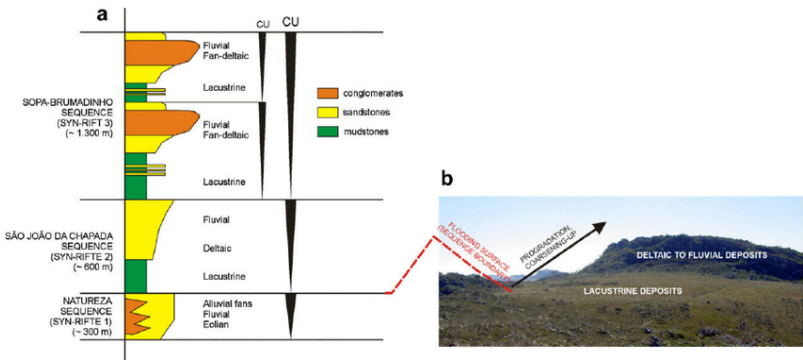 a
CU
CU
Fluvial
Fan-deltaic
Lacustrine
SOPA-BRUMADINHO
SEQUENCE
(SYN-RIFT 3)
(~ 1.300 m)
Fluvial
Fan-deltaic
Lacustrine
conglomerates
sandstones
mudstones
SÃO JOÃO DA CHAPADA
SEQUENCE
(SYN-RIFTE 2)
(~ 600 m)
Fluvial
Deltaic
Lacustrine
NATUREZA
SEQUENCE
(SYN-RIFTE 1)
(~ 300 m)
Alluvial fans
Fluvial
Eolian
b
FLOODING SURFACE
(SEQUENCE BOUNDARY)
PROGRADATION,
COARSENING-UP
DELTAIC TO FLUVIAL DEPOSITS
LACUSTRINE DEPOSITS